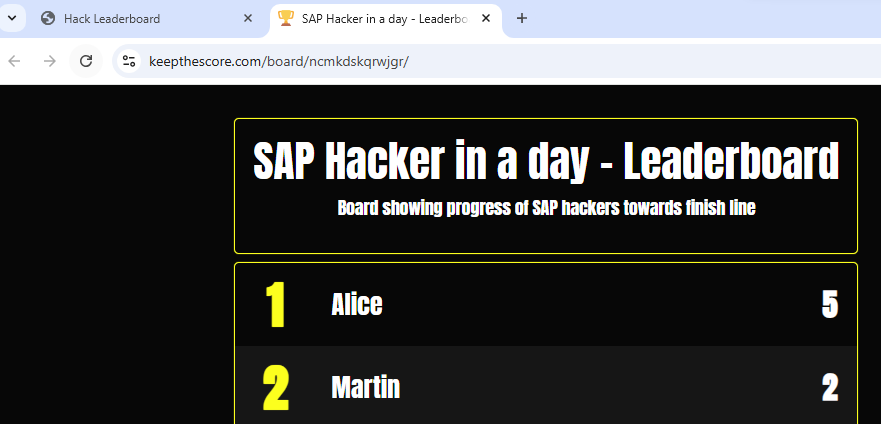 Hack Leaderboard
SAP Hacker in a day - Leaderbo
keepthescore.com/board/ncmkdskqrwjgr/
SAP Hacker in a day - Leaderboard
Board showing progress of SAP hackers towards finish line
1 Alice 5
2 Martin 2